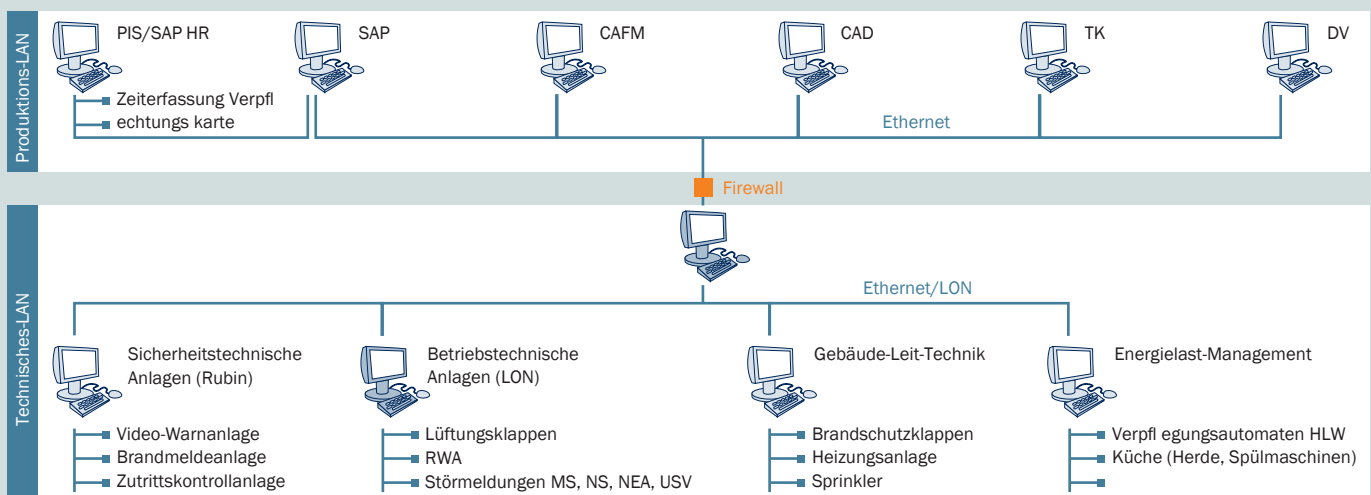 Produktions-LAN
PIS/SAP HR
SAP
CAFM
CAD
TK
DV
Zeiterfassung Verpfl
echtungs karte
Ethernet
Firewall
Technisches-LAN
Ethernet/LON
Sicherheitstechnische
Anlagen (Rubin)
Betriebstechnische
Anlagen (LON)
Gebäude-Leit-Technik
Energielast-Management
Video-Warnanlage
Brandmeldeanlage
Zutrittskontrollanlage
Lüftungsklappen
RWA
Störmeldungen MS, NS, NEA, USV
Brandschutzklappen
Heizungsanlage
Sprinkler
Verpfl egungsautomaten HLW
Küche (Herde, Spülmaschinen)